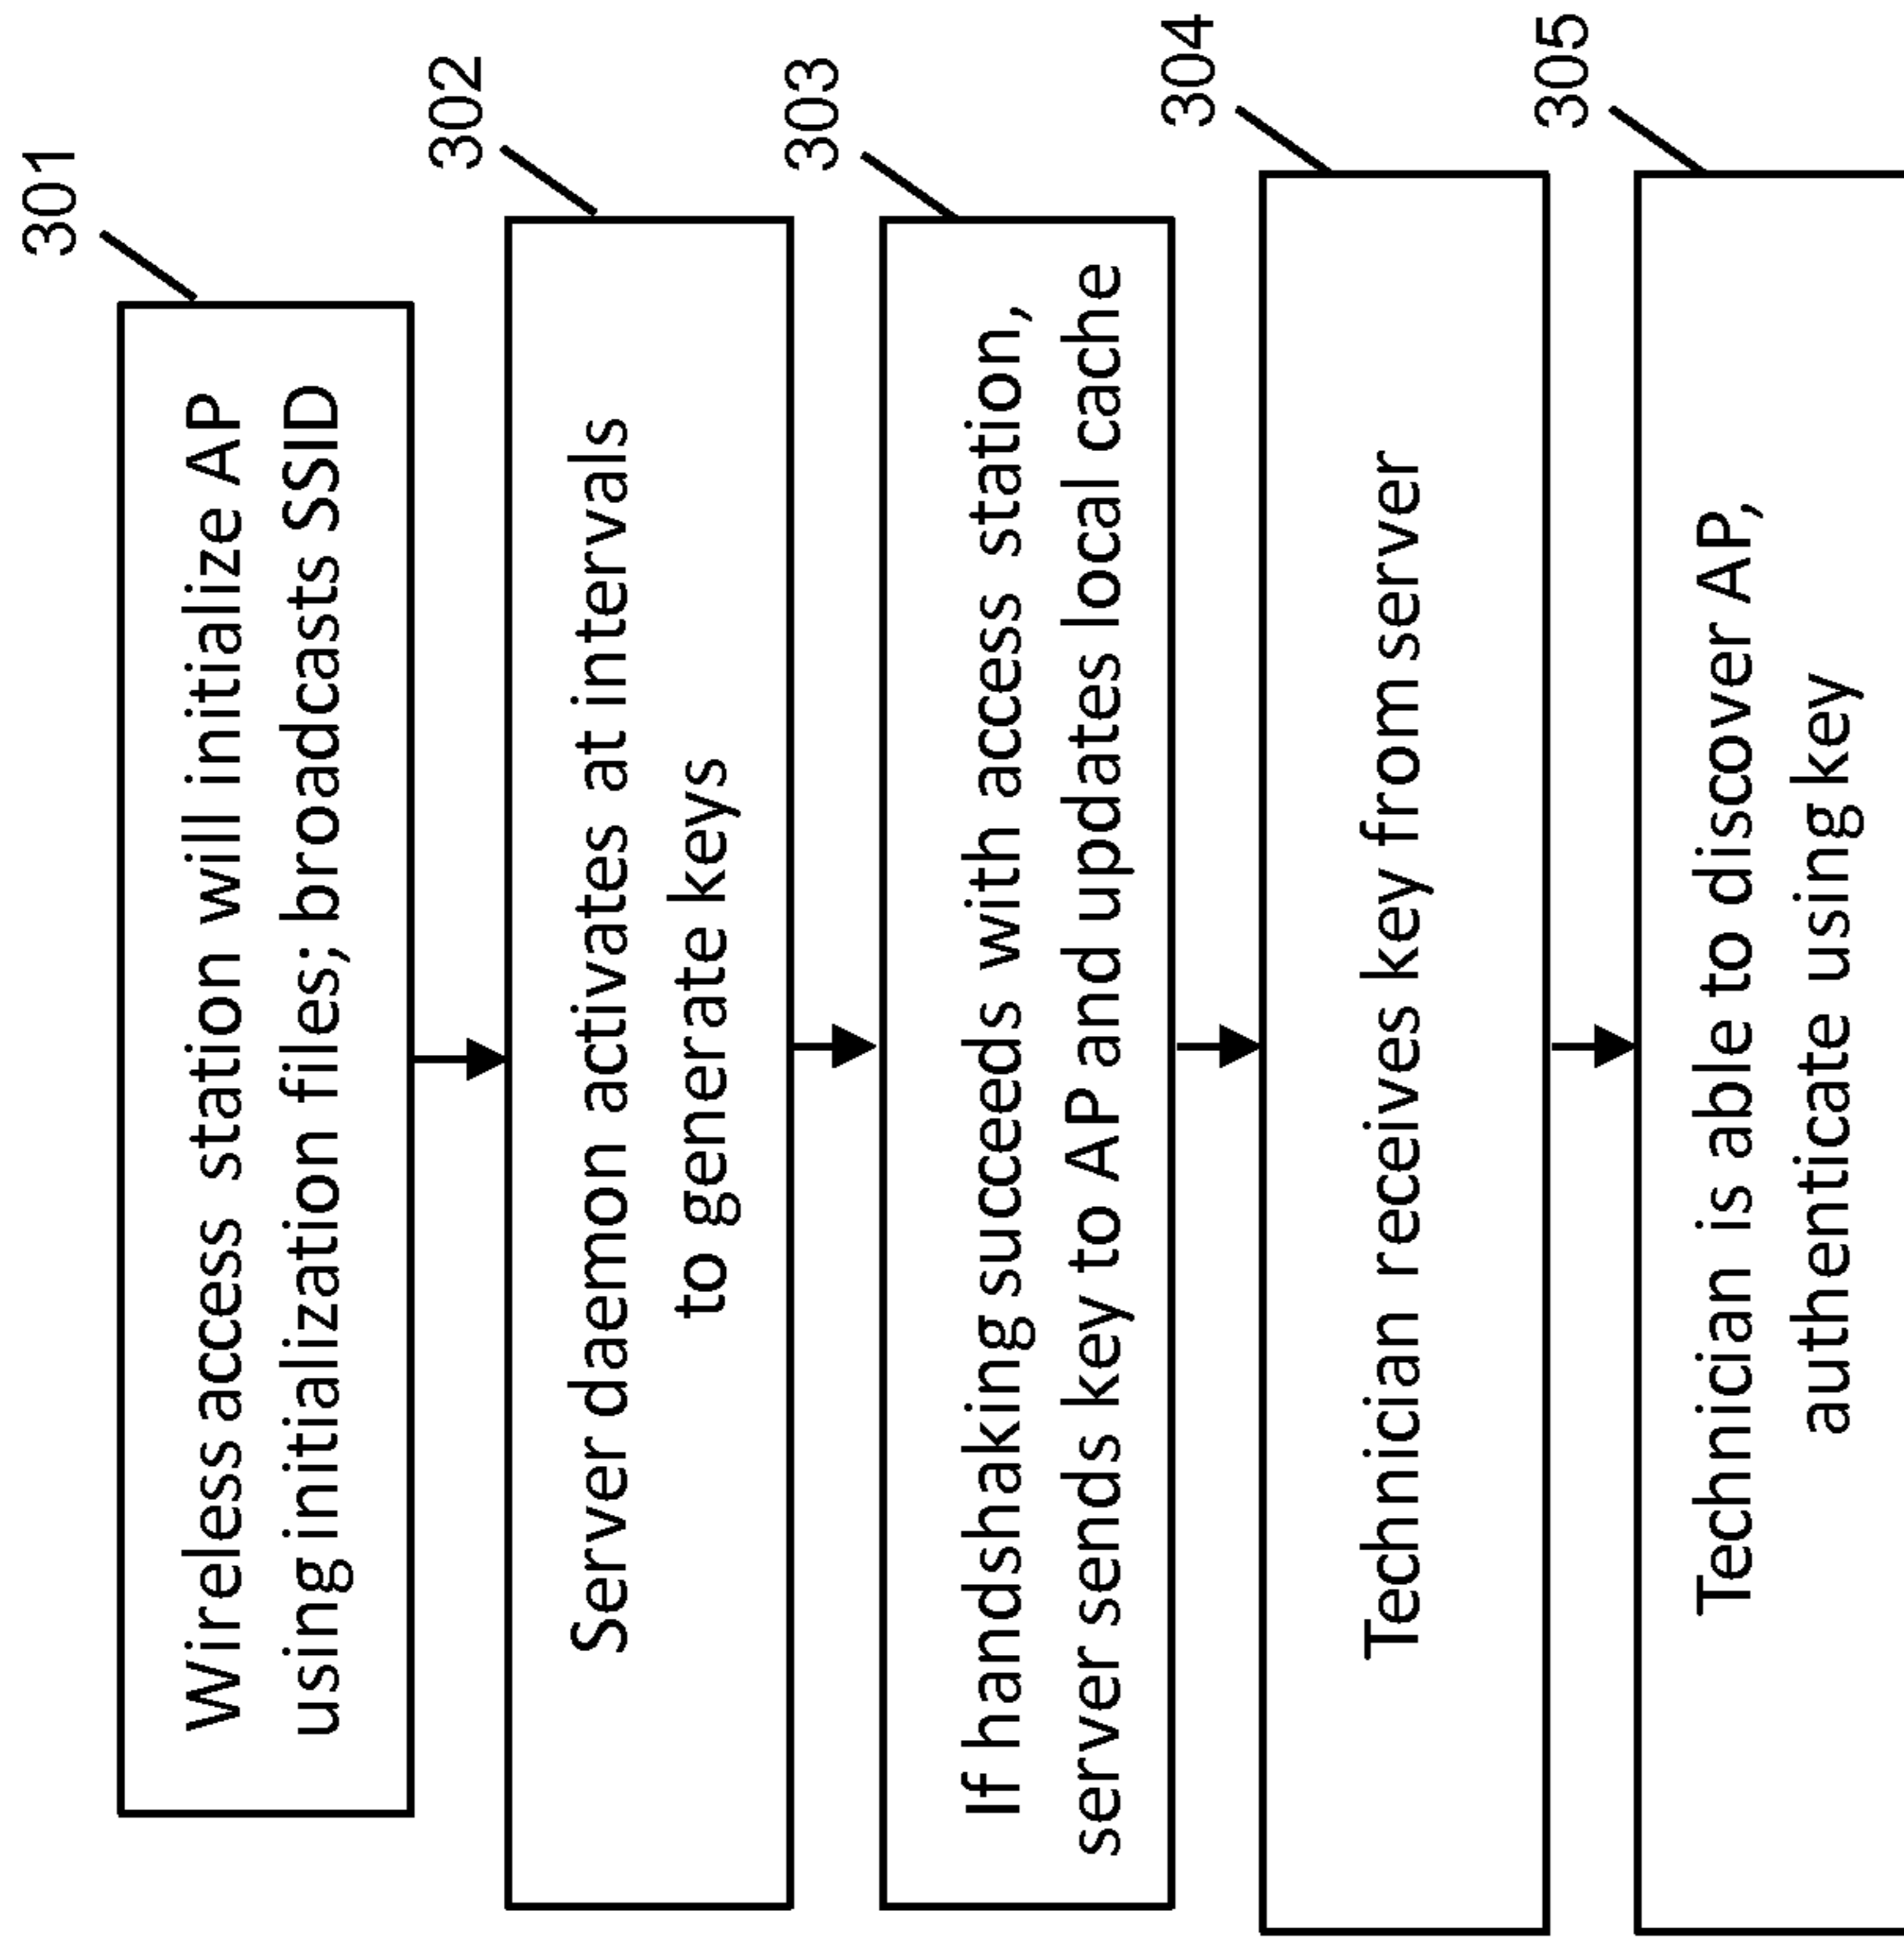 301
Wireless access station will initialize AP
using initialization files; broadcasts SSID
302
Server daemon activates at intervals
to generate keys
303
If handshaking succeeds with access station,
server sends key to AP and updates local cache
304
Technician receives key from server
305
Technician is able to discover AP,
authenticate using key